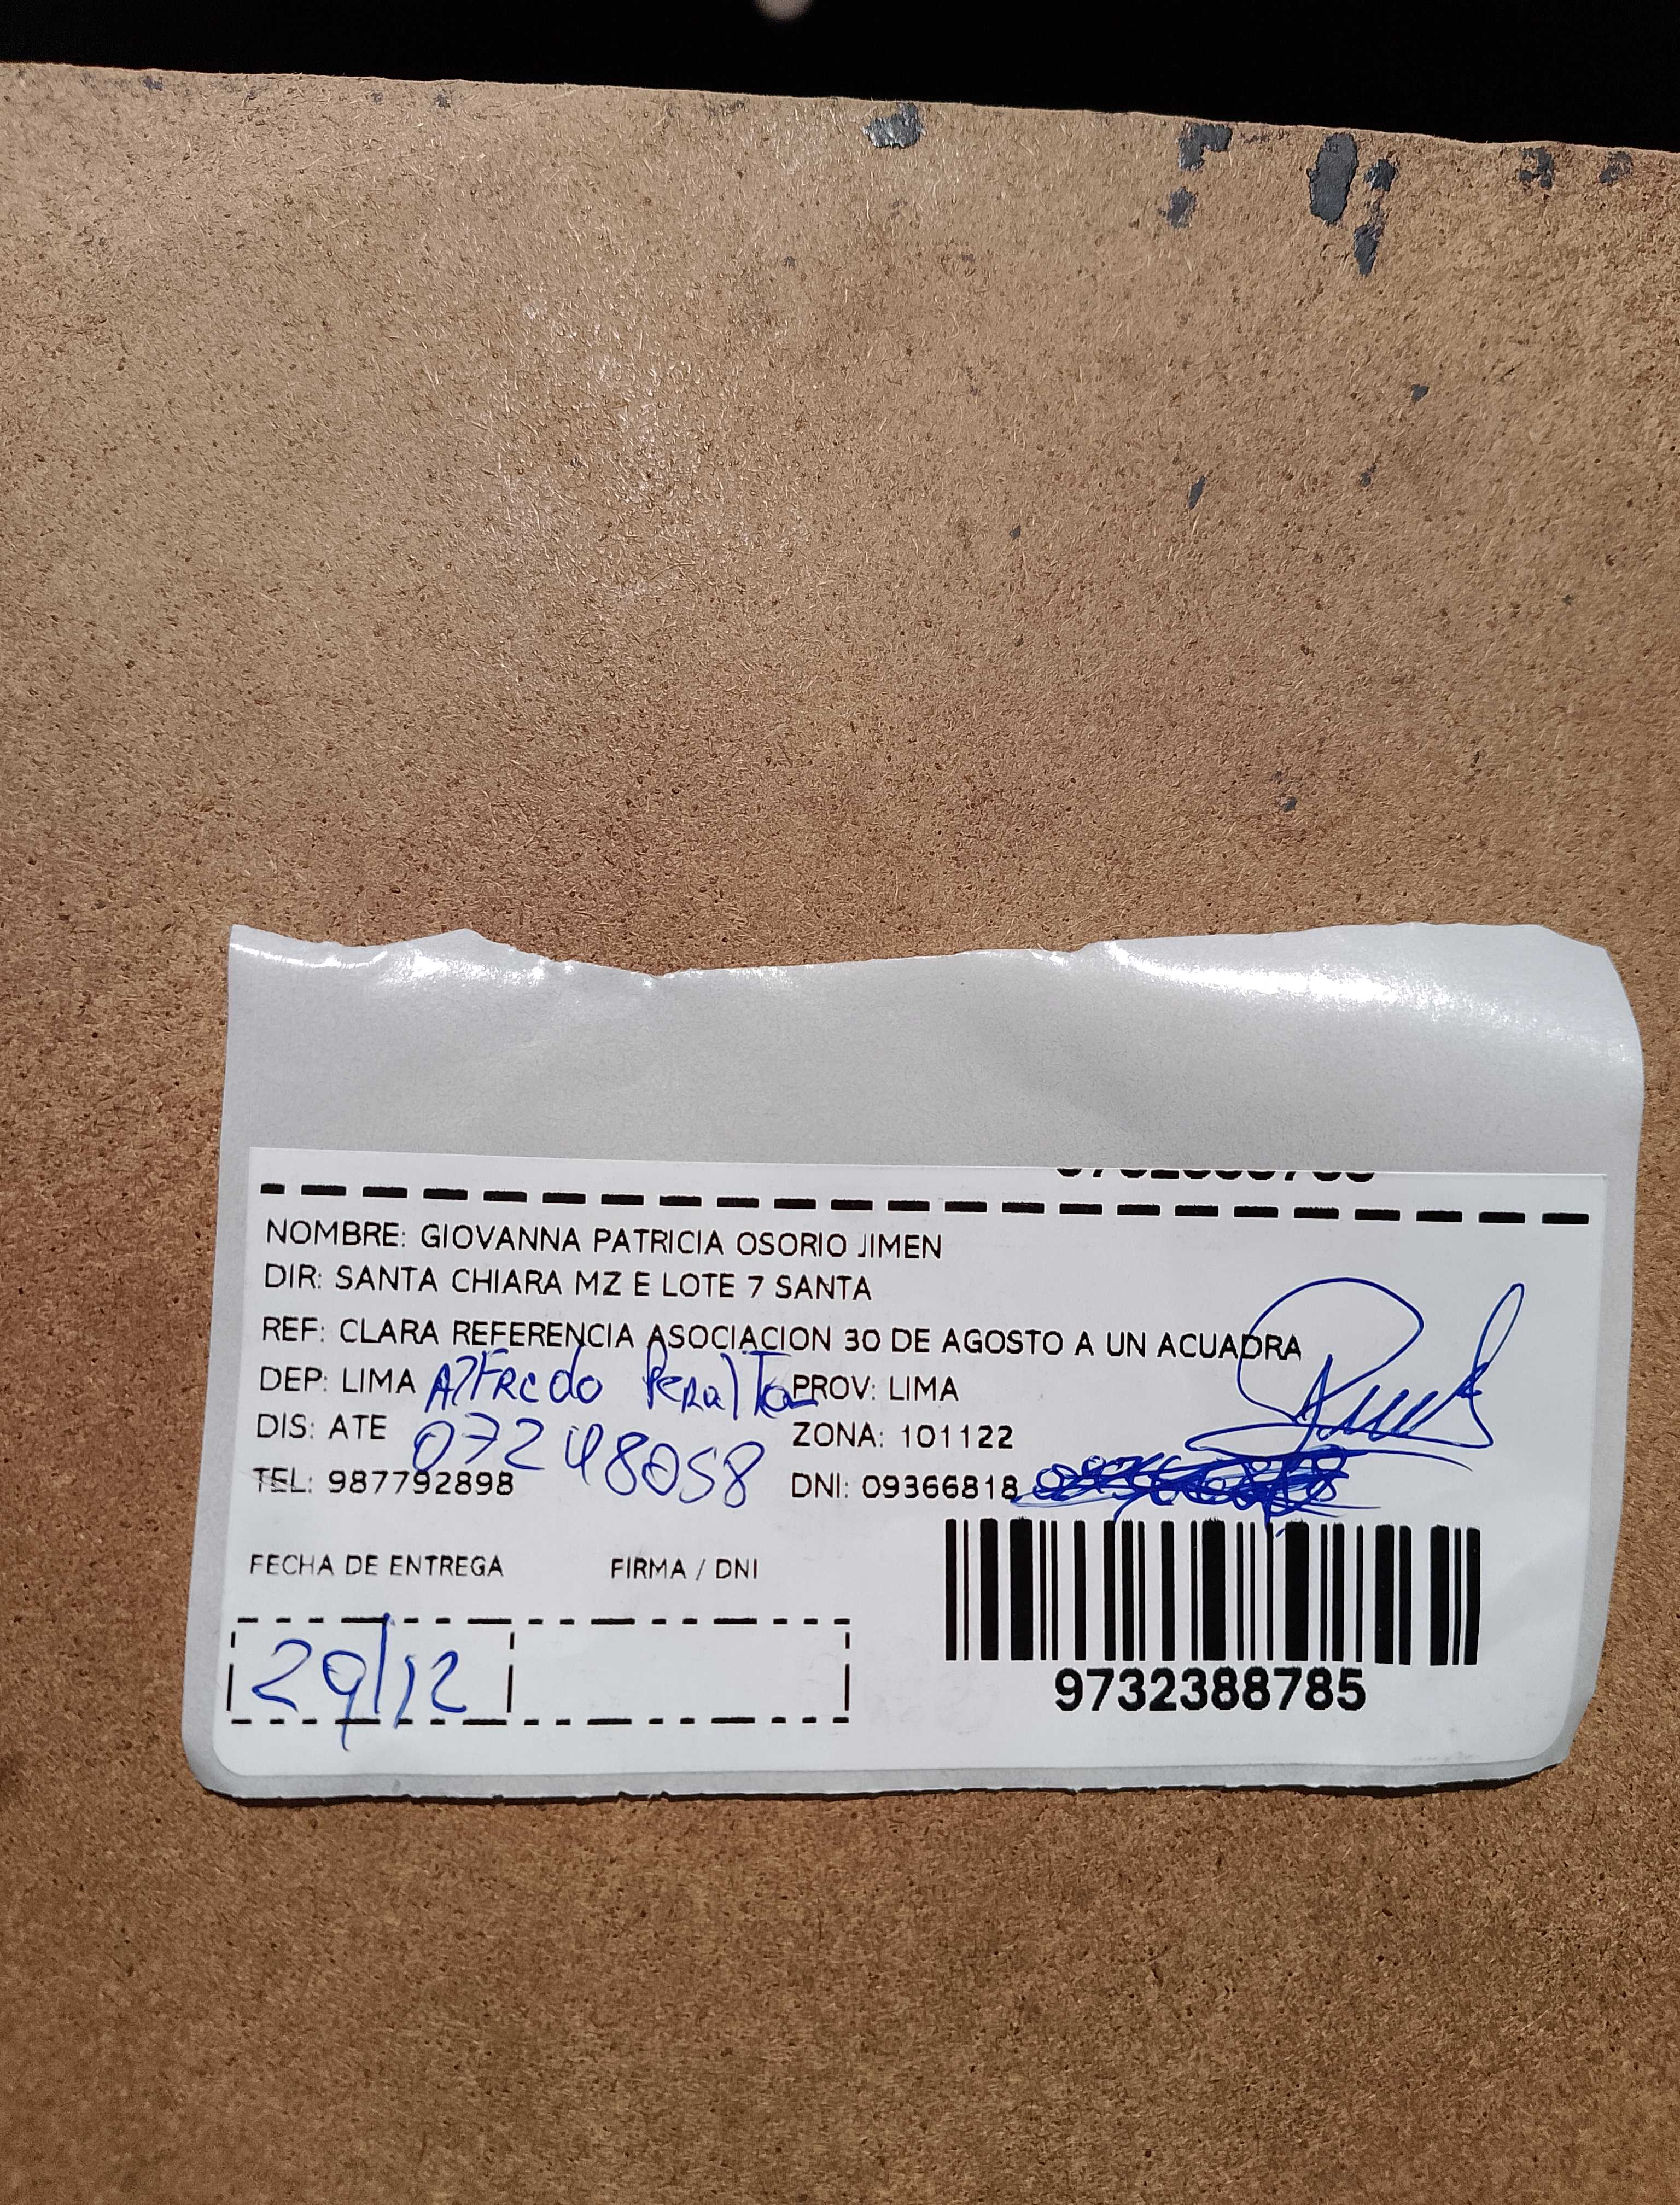 NOMBRE: GIOVANNA PATRICIA OSORIO JIMEN
DIR: SANTA CHIARA MZ E LOTE 7 SANTA
REF: CLARA REFERENCIA ASOCIACION 30 DE AGOSTO A UN ACUADRA
DEP: LIMA Alfredo Peralta PROV: LIMA
DIS: ATE 07248058 ZONA: 101122
TEL: 987792898 DNI: 09366818
FECHA DE ENTREGA FIRMA / DNI
29/12
9732388785